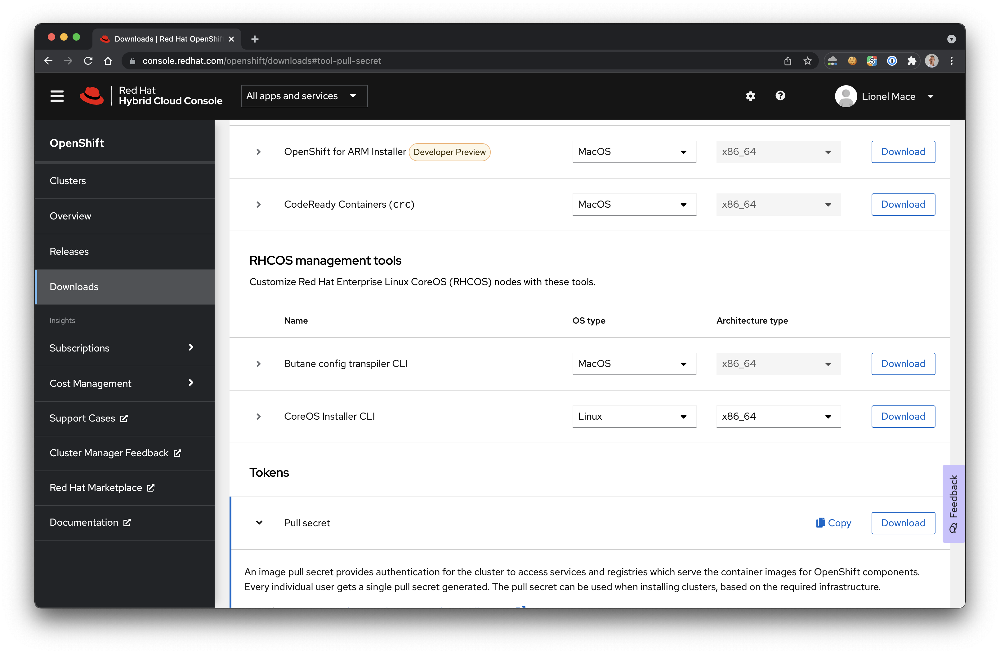 Downloads | Red Hat OpenShif
console.redhat.com/openshift/downloads#tool-pull-secret
Red Hat
Hybrid Cloud Console
All apps and services
Lionel Mace
OpenShift
Clusters
Overview
Releases
Downloads
Insights
Subscriptions
Cost Management
Support Cases
Cluster Manager Feedback
Red Hat Marketplace
Documentation
OpenShift for ARM Installer Developer Preview MacOS x86_64 Download
CodeReady Containers (crc) MacOS x86_64 Download
RHCOS management tools
Customize Red Hat Enterprise Linux CoreOS (RHCOS) nodes with these tools.
Name OS type Architecture type
Butane config transpiler CLI MacOS x86_64 Download
CoreOS Installer CLI Linux x86_64 Download
Tokens
Pull secret Copy Download
An image pull secret provides authentication for the cluster to access services and registries which serve the container images for OpenShift components.
Every individual user gets a single pull secret generated. The pull secret can be used when installing clusters, based on the required infrastructure.
Feedback